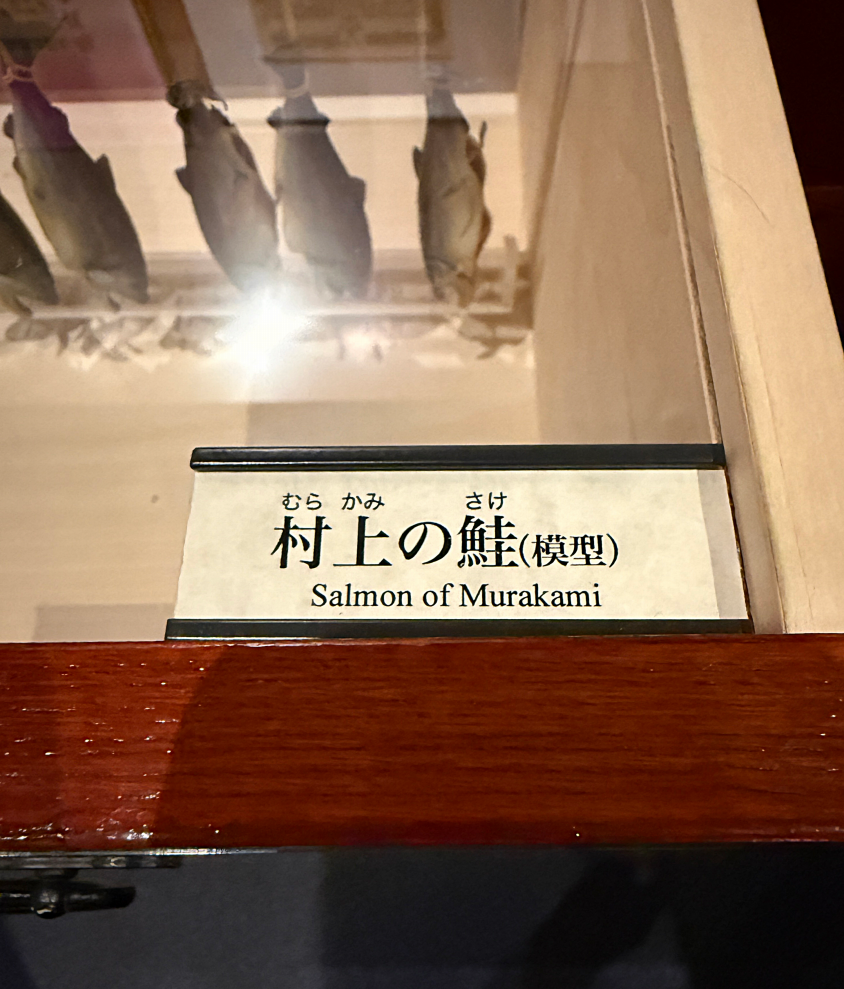 むら かみ さけ
村上の鮭(模型)
Salmon of Murakami